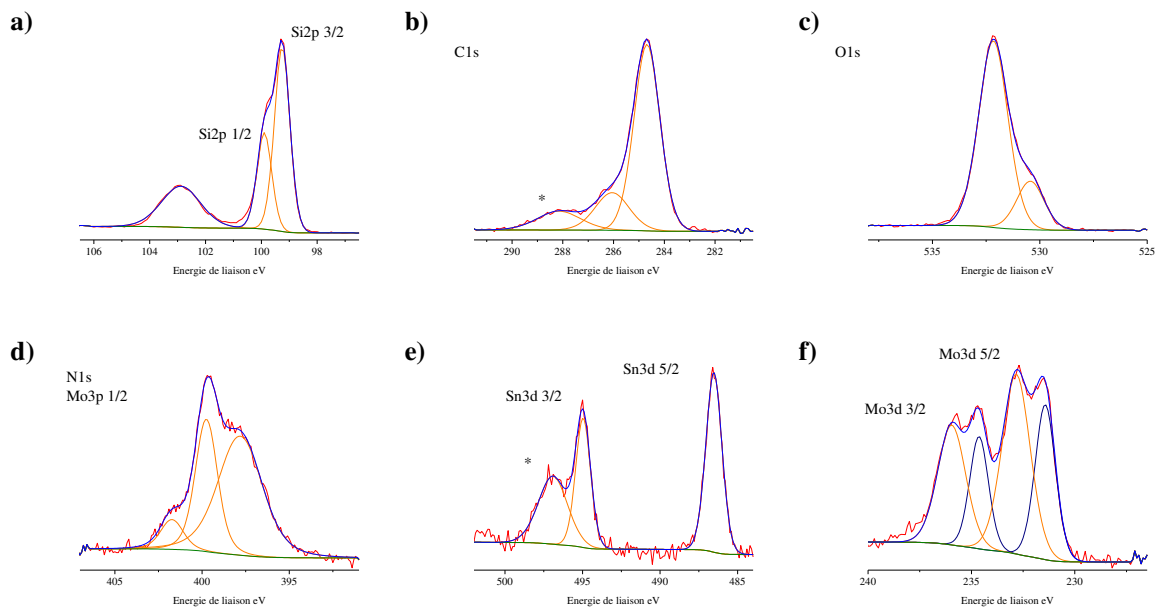 a)
Si2p 3/2
Si2p 1/2
106 104 102 100 98
Energie de liaison eV
b)
C1s
*
290 288 286 284 282
Energie de liaison eV
c)
O1s
535 530 525
Energie de liaison eV
d)
N1s
Mo3p 1/2
405 400 395
Energie de liaison eV
e)
Sn3d 5/2
Sn3d 3/2
*
500 495 490 485
Energie de liaison eV
f)
Mo3d 5/2
Mo3d 3/2
240 235 230
Energie de liaison eV